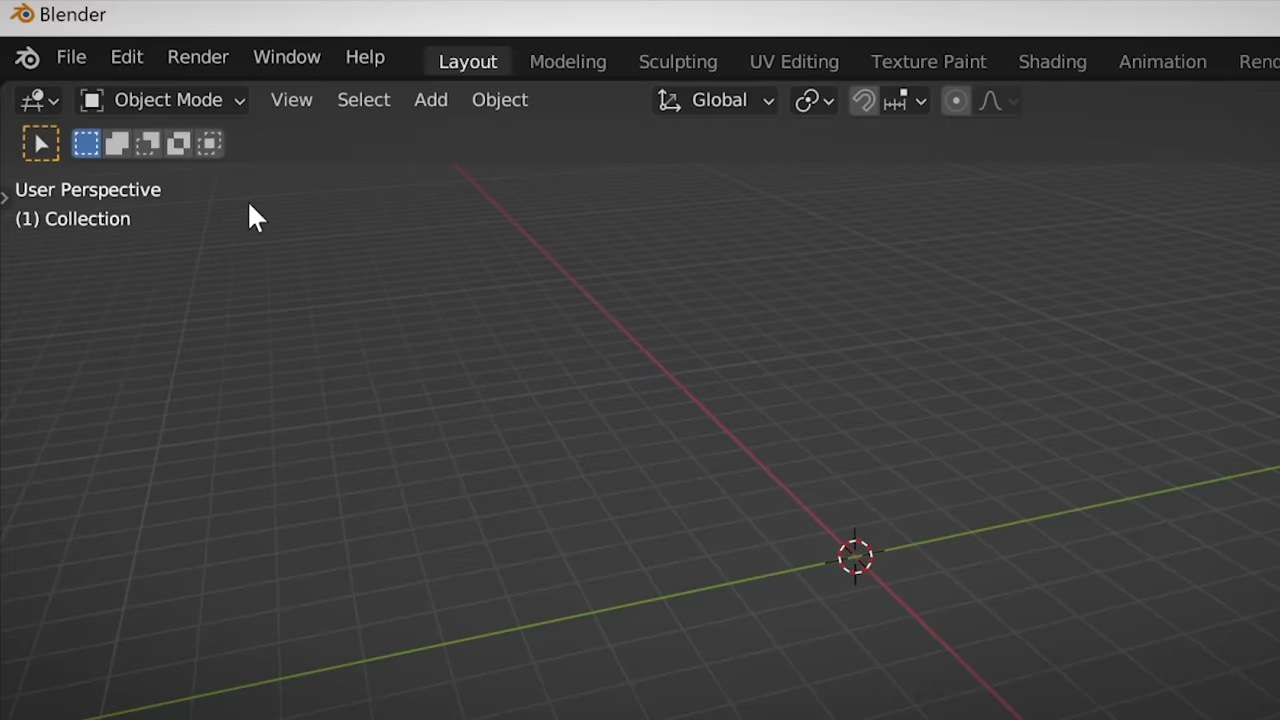 Blender
File Edit Render Window Help Layout Modeling Sculpting UV Editing Texture Paint Shading Animation Rend
Object Mode View Select Add Object Global
User Perspective
(1) Collection